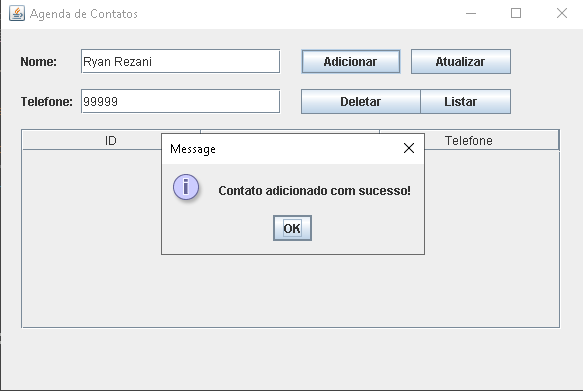 Agenda de Contatos
Nome: Ryan Rezani Adicionar Atualizar
Telefone: 99999 Deletar Listar
ID Telefone
Message
Contato adicionado com sucesso!
OK